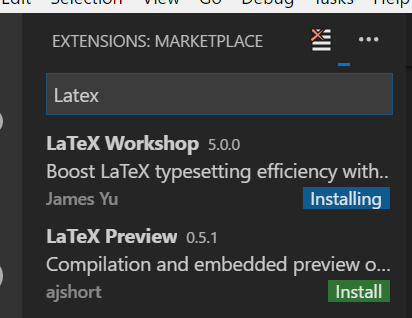 Edit Selection View Go Debug Tasks Help
EXTENSIONS: MARKETPLACE
Latex
LaTeX Workshop 5.0.0
Boost LaTeX typesetting efficiency with...
James Yu Installing
LaTeX Preview 0.5.1
Compilation and embedded preview o...
ajshort Install